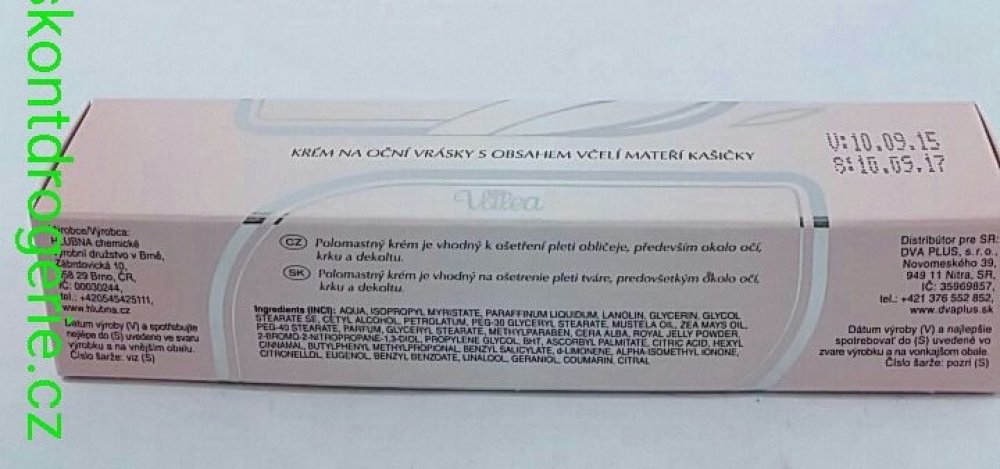 skontdrogerie.cz
KRÉM NA OČNÍ VRÁSKY S OBSAHEM VČELÍ MATEŘÍ KAŠIČKY
V:10.09.15
S:10.09.17
Výrobce/Výrobca:
HLUBNA chemické
výrobní družstvo v Brně,
Zábrdovická 10,
658 29 Brno, ČR,
IČ: 00030244,
tel.: +420545425111,
www.hlubna.cz
Dátum výroby (V) a spotřebujte
nejlépe do (S) uvedeno ve svaru
výrobku a na vnějším obalu.
Číslo šarže: viz (S)
CZ Polomastný krém je vhodný k ošetření pleti obličeje, především okolo očí,
krku a dekoltu.
SK Polomastný krém je vhodný na ošetrenie pleti tváre, predovšetkým okolo očí,
krku a dekoltu.
Ingredients (INCI): AQUA, ISOPROPYL MYRISTATE, PARAFFINUM LIQUIDUM, LANOLIN, GLYCERIN, GLYCOL
STEARATE SE, CETYL ALCOHOL, PETROLATUM, PEG-30 GLYCERYL STEARATE, MUSTELA OIL, ZEA MAYS OIL,
PEG-40 STEARATE, PARFUM, GLYCERYL STEARATE, METHYLPARABEN, CERA ALBA, ROYAL JELLY POWDER,
2-BROMO-2-NITROPROPANE-1,3-DIOL, PROPYLENE GLYCOL, BHT, ASCORBYL PALMITATE, CITRIC ACID, HEXYL
CINNAMAL, BUTYLPHENYL METHYLPROPIONAL, BENZYL SALICYLATE, d-LIMONENE, ALPHA-ISOMETHYL IONONE,
CITRONELLOL, EUGENOL, BENZYL BENZOATE, LINALOOL, GERANIOL, COUMARIN, CITRAL
Distribútor pre SR:
DVA PLUS, s.r.o.,
Novomeského 39,
949 11 Nitra, SR,
IČ: 35969857,
tel.: +421 376 552 852,
www.dvaplus.sk
Dátum výroby (V) a najlepšie
spotrebovať do (S) uvedené vo
zvare výrobku a na vonkajšom obale.
Číslo šarže: pozri (S)